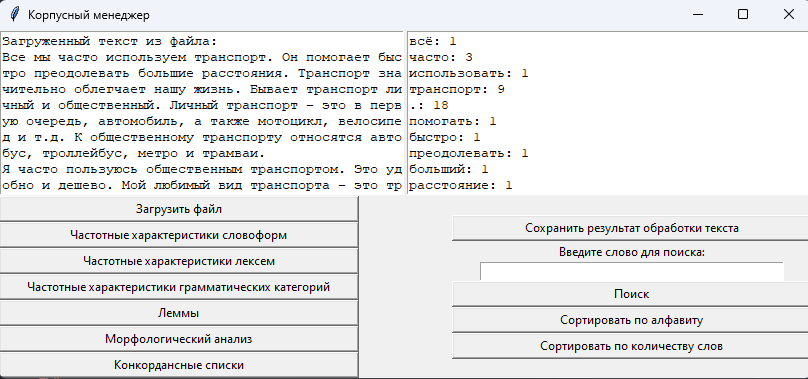 Корпусный менеджер
Загруженный текст из файла:
Все мы часто используем транспорт. Он помогает быс
тро преодолевать большие расстояния. Транспорт зна
чительно облегчает нашу жизнь. Бывает транспорт ли
чный и общественный. Личный транспорт – это в перв
ую очередь, автомобиль, а также мотоцикл, велосипе
д и т.д. К общественному транспорту относятся авто
бус, троллейбус, метро и трамваи.
Я часто пользуюсь общественным транспортом. Это уд
обно и дешево. Мой любимый вид транспорта – это тр
всё: 1
часто: 3
использовать: 1
транспорт: 9
.: 18
помогать: 1
быстро: 1
преодолевать: 1
больший: 1
расстояние: 1
Загрузить файл
Частотные характеристики словоформ
Частотные характеристики лексем
Частотные характеристики грамматических категорий
Леммы
Морфологический анализ
Конкордансные списки
Сохранить результат обработки текста
Введите слово для поиска:
Поиск
Сортировать по алфавиту
Сортировать по количеству слов